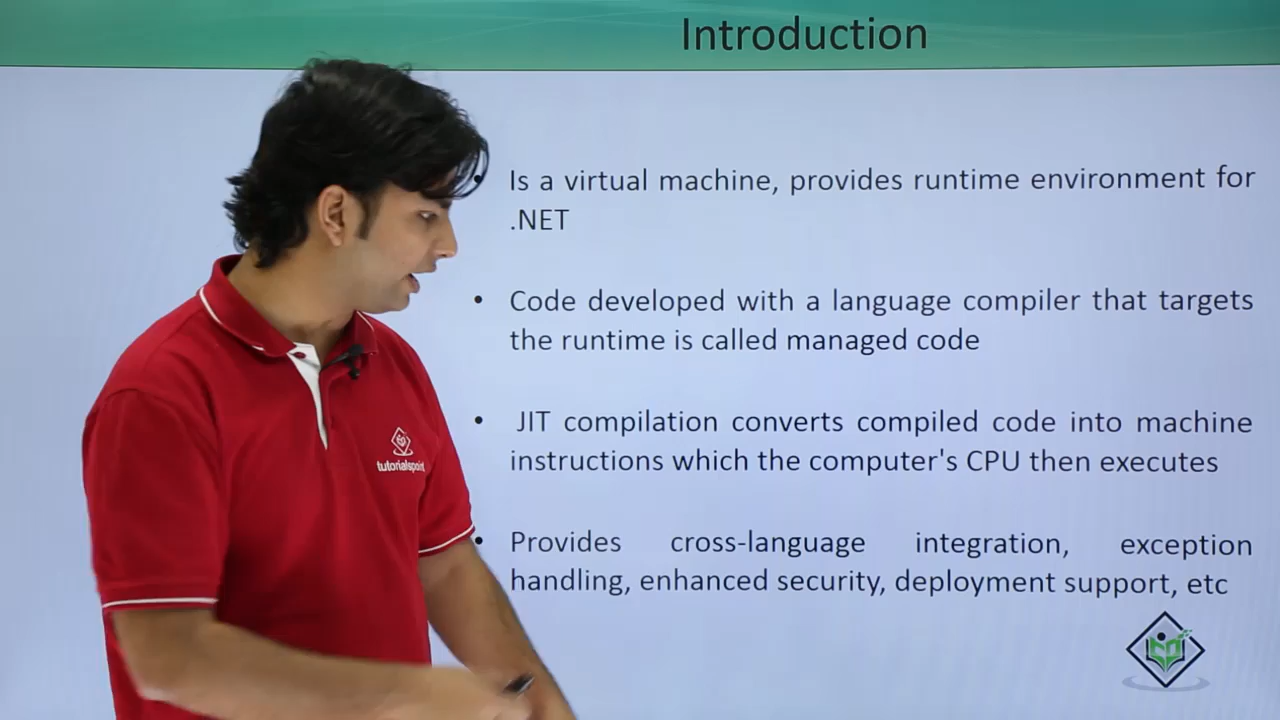 Introduction
• Is a virtual machine, provides runtime environment for
.NET
• Code developed with a language compiler that targets
the runtime is called managed code
• JIT compilation converts compiled code into machine
instructions which the computer's CPU then executes
• Provides cross-language integration, exception
handling, enhanced security, deployment support, etc
tutorialspoint